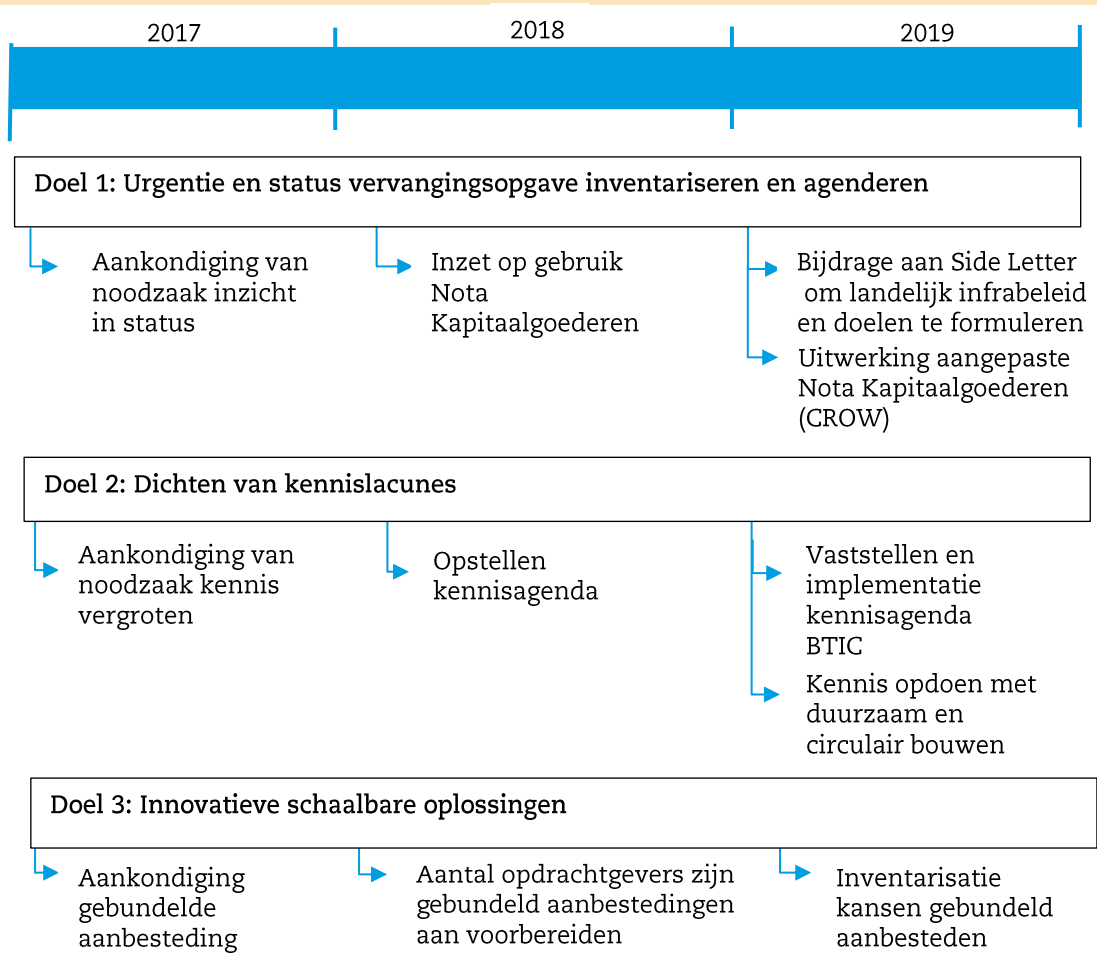 2017
2018
2019
Doel 1: Urgentie en status vervangingsopgave inventariseren en agenderen
Aankondiging van
noodzaak inzicht
in status
Inzet op gebruik
Nota
Kapitaalgoederen
Bijdrage aan Side Letter
om landelijk infrabeleid
en doelen te formuleren
Uitwerking aangepaste
Nota Kapitaalgoederen
(CROW)
Doel 2: Dichten van kennislacunes
Aankondiging van
noodzaak kennis
vergroten
Opstellen
kennisagenda
Vaststellen en
implementatie
kennisagenda
BTIC
Kennis opdoen met
duurzaam en
circulair bouwen
Doel 3: Innovatieve schaalbare oplossingen
Aankondiging
gebundelde
aanbesteding
Aantal opdrachtgevers zijn
gebundeld aanbestedingen
aan voorbereiden
Inventarisatie
kansen gebundeld
aanbesteden